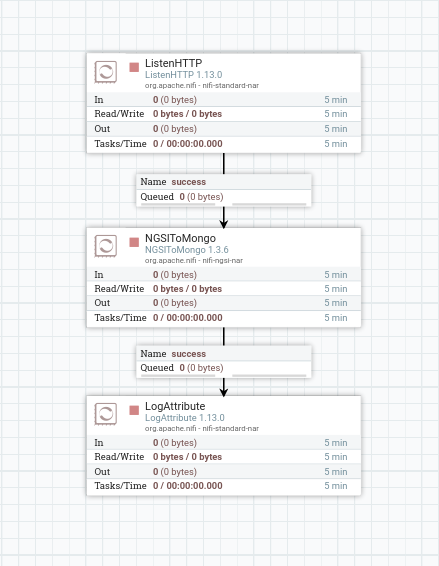 ListenHTTP
ListenHTTP 1.13.0
org.apache.nifi - nifi-standard-nar
In 0 (0 bytes) 5 min
Read/Write 0 bytes / 0 bytes 5 min
Out 0 (0 bytes) 5 min
Tasks/Time 0 / 00:00:00.000 5 min
Name success
Queued 0 (0 bytes)
NGSIToMongo
NGSIToMongo 1.3.6
org.apache.nifi - nifi-ngsi-nar
In 0 (0 bytes) 5 min
Read/Write 0 bytes / 0 bytes 5 min
Out 0 (0 bytes) 5 min
Tasks/Time 0 / 00:00:00.000 5 min
Name success
Queued 0 (0 bytes)
LogAttribute
LogAttribute 1.13.0
org.apache.nifi - nifi-standard-nar
In 0 (0 bytes) 5 min
Read/Write 0 bytes / 0 bytes 5 min
Out 0 (0 bytes) 5 min
Tasks/Time 0 / 00:00:00.000 5 min